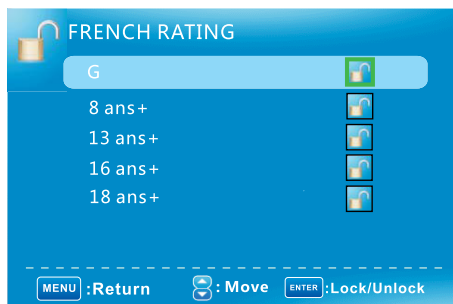 FRENCH RATING
G
8 ans+
13 ans+
16 ans+
18 ans+
MENU :Return : Move ENTER :Lock/Unlock